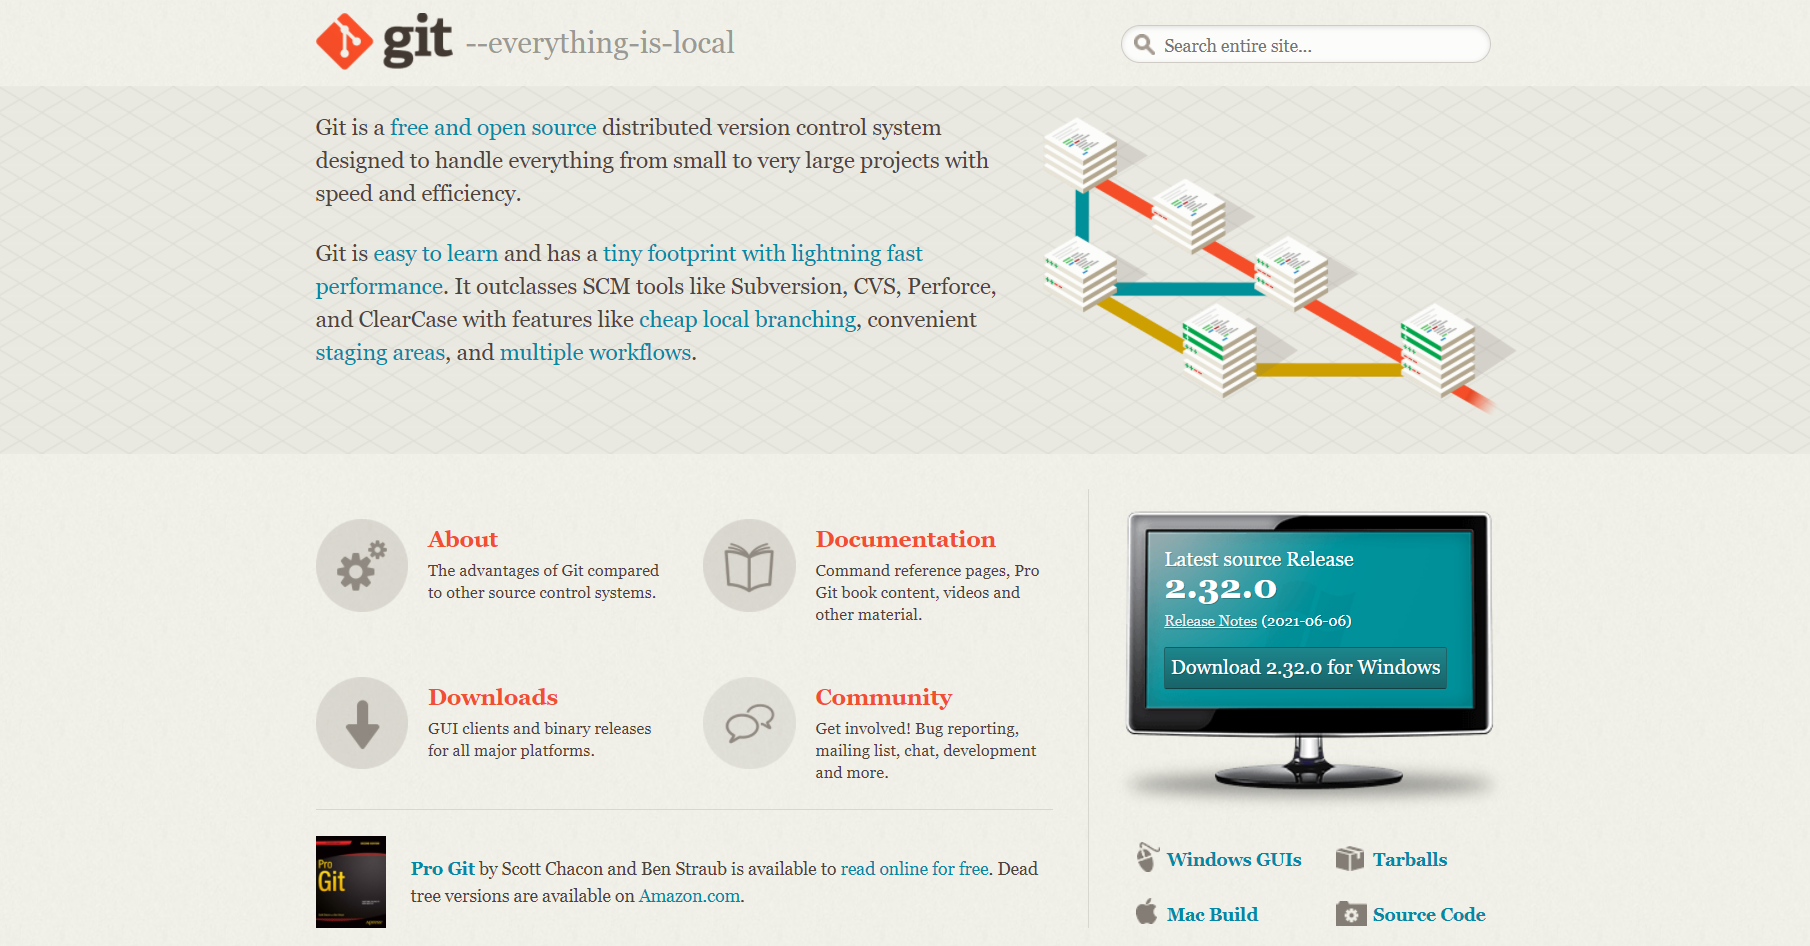 git --everything-is-local
Search entire site...
Git is a free and open source distributed version control system
designed to handle everything from small to very large projects with
speed and efficiency.
Git is easy to learn and has a tiny footprint with lightning fast
performance. It outclasses SCM tools like Subversion, CVS, Perforce,
and ClearCase with features like cheap local branching, convenient
staging areas, and multiple workflows.
About
The advantages of Git compared
to other source control systems.
Documentation
Command reference pages, Pro
Git book content, videos and
other material.
Downloads
GUI clients and binary releases
for all major platforms.
Community
Get involved! Bug reporting,
mailing list, chat, development
and more.
Pro
Git
Pro Git by Scott Chacon and Ben Straub is available to read online for free. Dead
tree versions are available on Amazon.com.
Latest source Release
2.32.0
Release Notes (2021-06-06)
Download 2.32.0 for Windows
Windows GUIs
Tarballs
Mac Build
Source Code